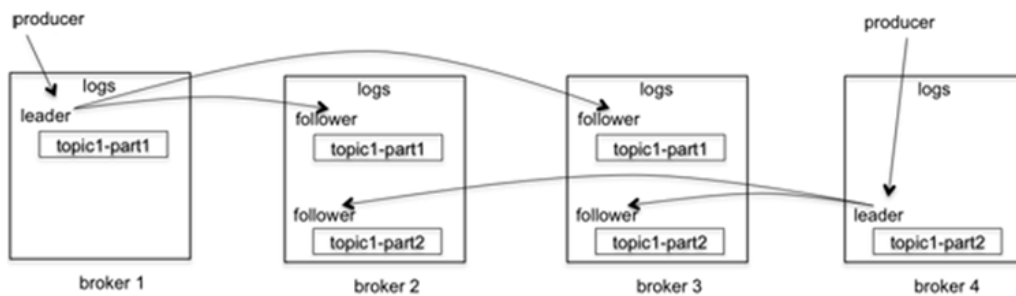 producer
producer
logs
leader
topic1-part1
logs
follower
topic1-part1
follower
topic1-part2
logs
follower
topic1-part1
follower
topic1-part2
logs
leader
topic1-part2
broker 1
broker 2
broker 3
broker 4